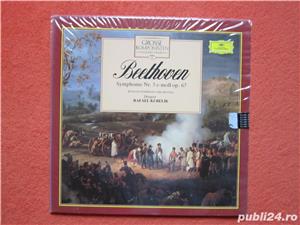 GROSSE
KOMPONISTEN
Beethoven
Symphonie Nr. 5 c-moll op. 67
Dirigent
RAFAEL KUBELIK
publi24.ro